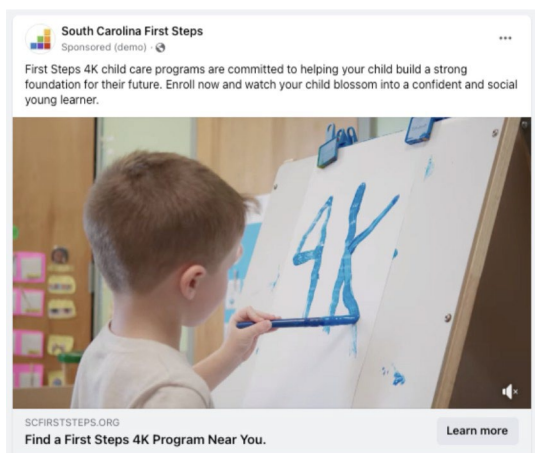 South Carolina First Steps
Sponsored (demo) ·
First Steps 4K child care programs are committed to helping your child build a strong
foundation for their future. Enroll now and watch your child blossom into a confident and social
young learner.
4K
SCFIRSTSTEPS.ORG
Find a First Steps 4K Program Near You.
Learn more